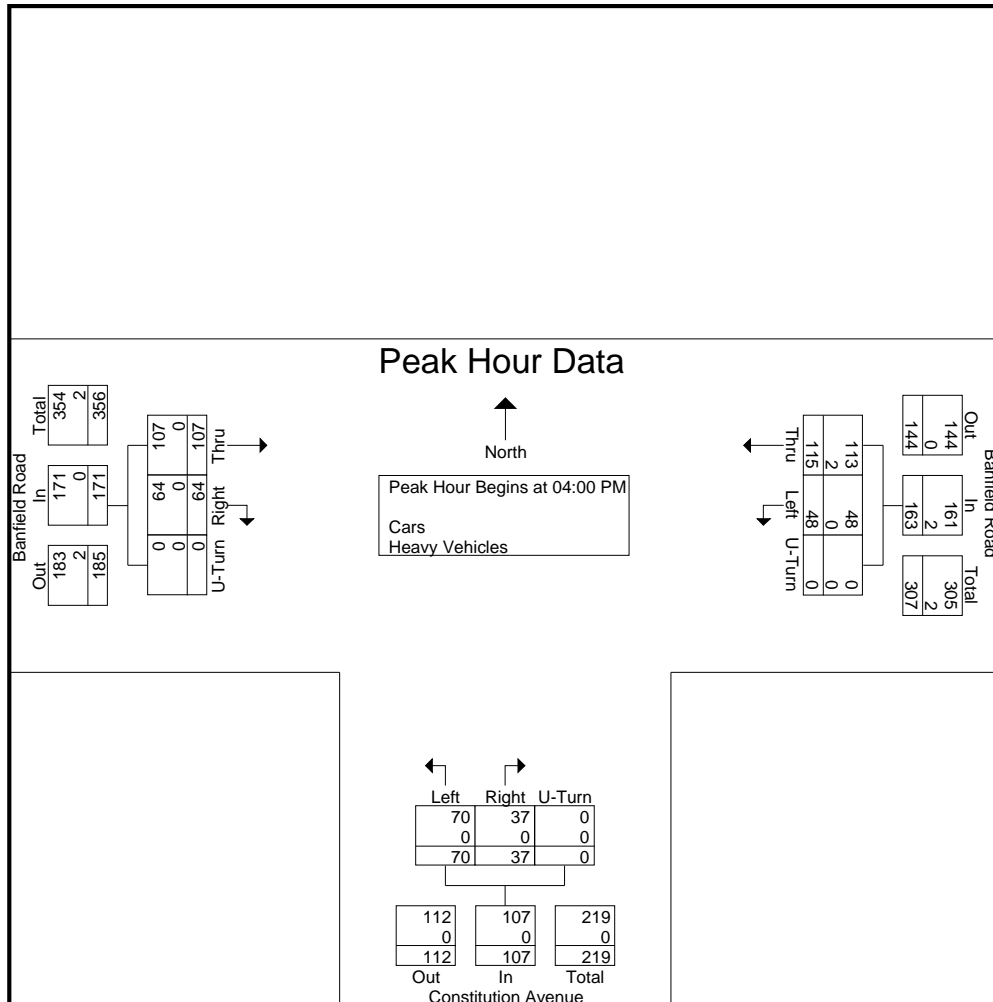 Peak Hour Data
North
Peak Hour Begins at 04:00 PM
Cars
Heavy Vehicles
Banfield Road
Out In Total
183 171 354
2 0 2
185 171 356
Thru Right U-Turn
107 64 0
0 0 0
107 64 0
Banfield Road
Out In Total
144 161 305
0 2 2
144 163 307
Thru Left U-Turn
113 48 0
2 0 0
115 48 0
Left Right U-Turn
70 37 0
0 0 0
70 37 0
112 107 219
0 0 0
112 107 219
Out In Total
Constitution Avenue